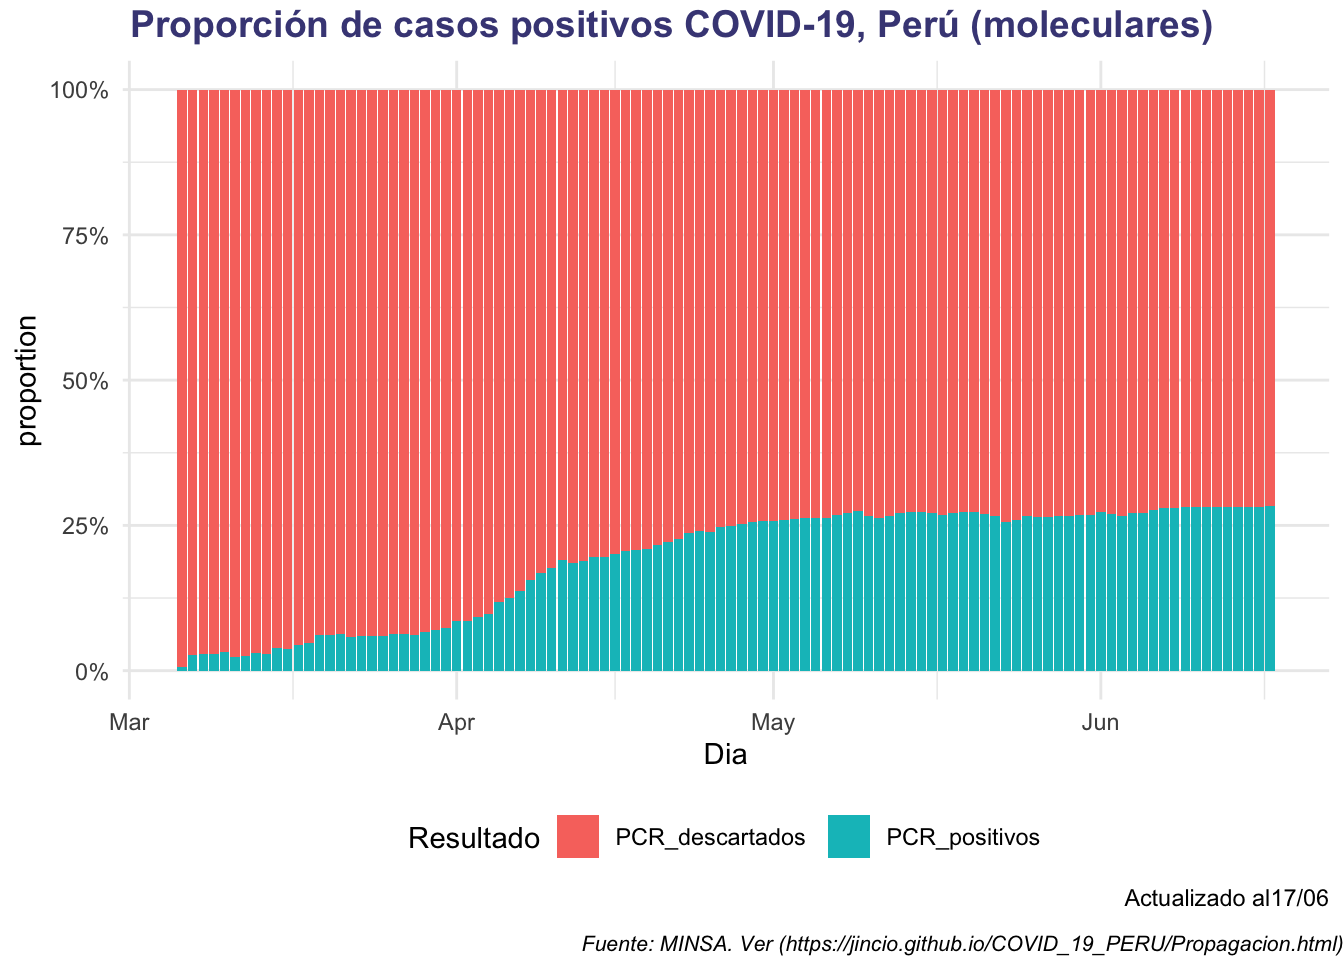 Proporción de casos positivos COVID-19, Perú (moleculares)
100%
75%
50%
25%
0%
proportion
Mar Apr May Jun
Dia
Resultado PCR_descartados PCR_positivos
Actualizado al17/06
Fuente: MINSA. Ver (https://jincio.github.io/COVID_19_PERU/Propagacion.html)